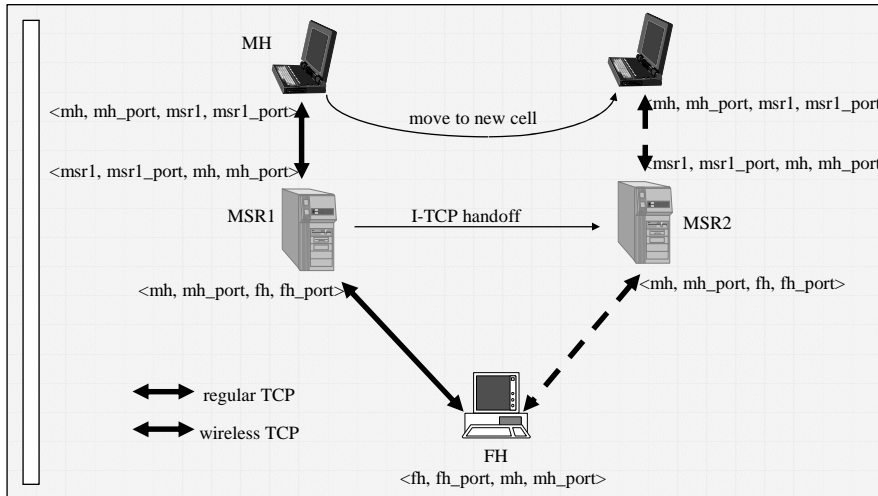 MH
<mh, mh_port, msr1, msr1_port>
move to new cell
<mh, mh_port, msr1, msr1_port
<msr1, msr1_port, mh, mh_port>
<msr1, msr1_port, mh, mh_port
MSR1
I-TCP handoff
MSR2
<mh, mh_port, fh, fh_port>
<mh, mh_port, fh, fh_port>
regular TCP
wireless TCP
FH
<fh, fh_port, mh, mh_port>